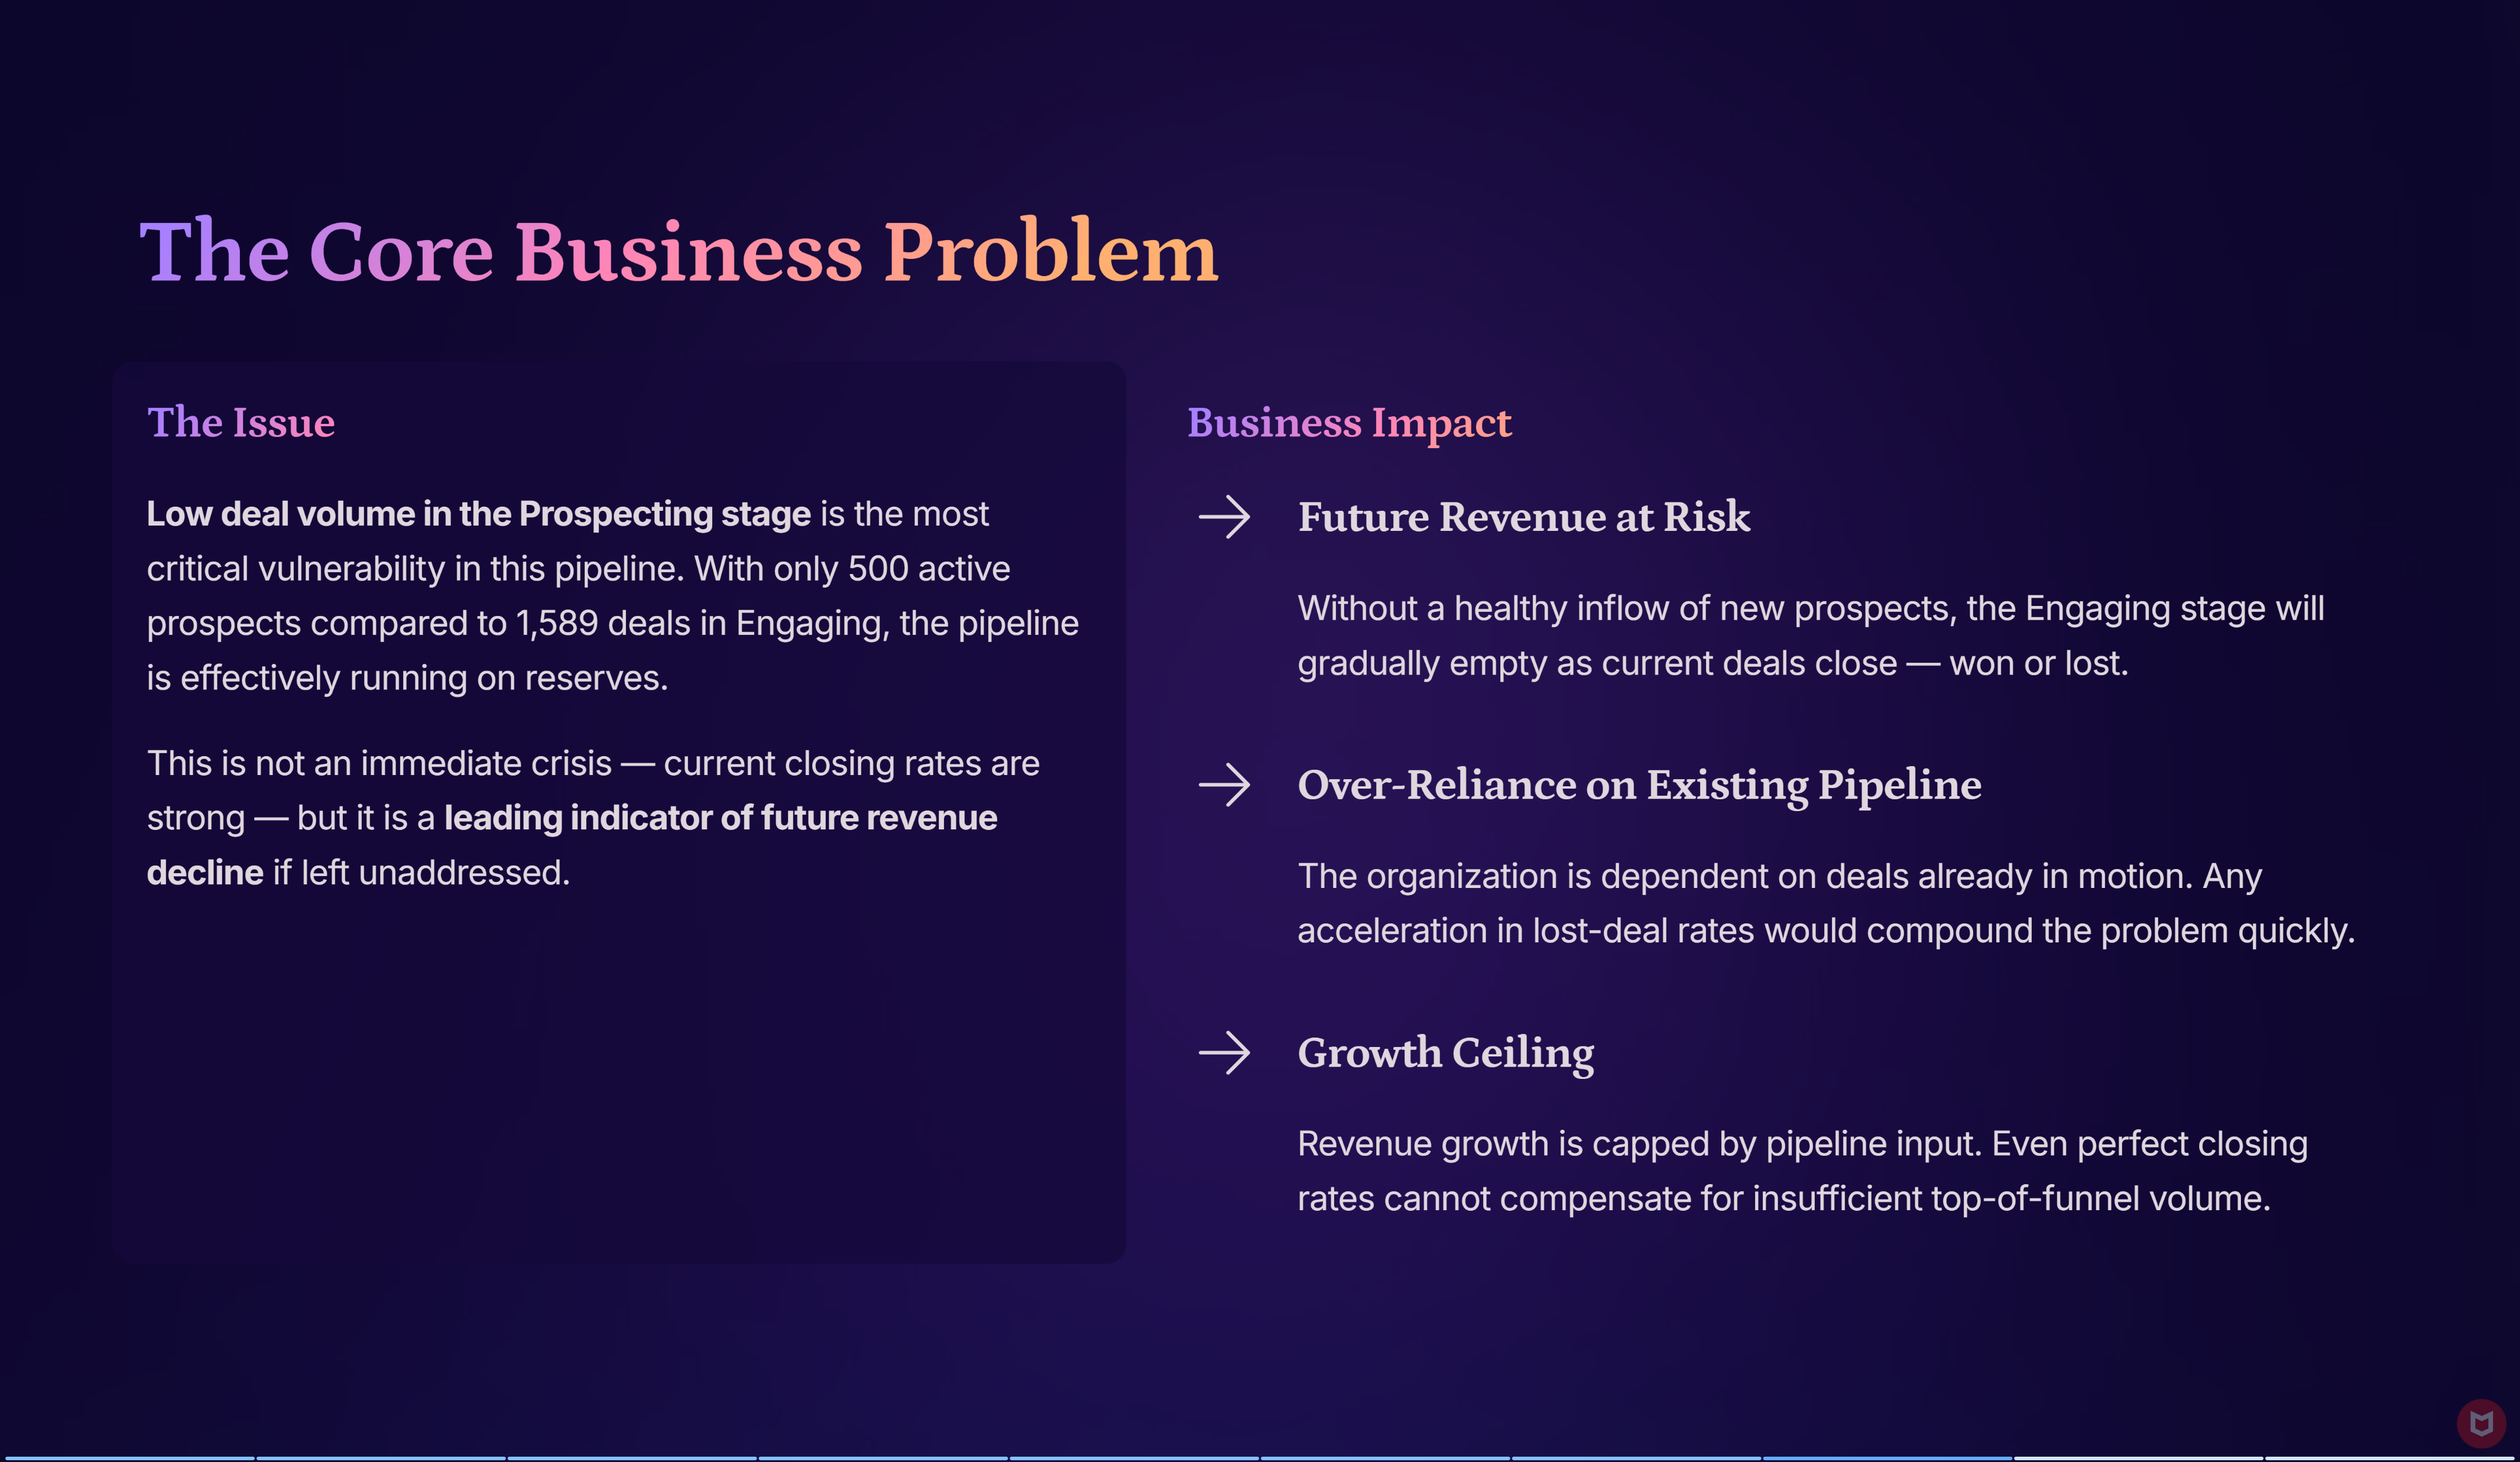 The Core Business Problem
The Issue
Low deal volume in the Prospecting stage is the most
critical vulnerability in this pipeline. With only 500 active
prospects compared to 1,589 deals in Engaging, the pipeline
is effectively running on reserves.
This is not an immediate crisis — current closing rates are
strong — but it is a leading indicator of future revenue
decline if left unaddressed.
Business Impact
Future Revenue at Risk
Without a healthy inflow of new prospects, the Engaging stage will
gradually empty as current deals close — won or lost.
Over-Reliance on Existing Pipeline
The organization is dependent on deals already in motion. Any
acceleration in lost-deal rates would compound the problem quickly.
Growth Ceiling
Revenue growth is capped by pipeline input. Even perfect closing
rates cannot compensate for insufficient top-of-funnel volume.